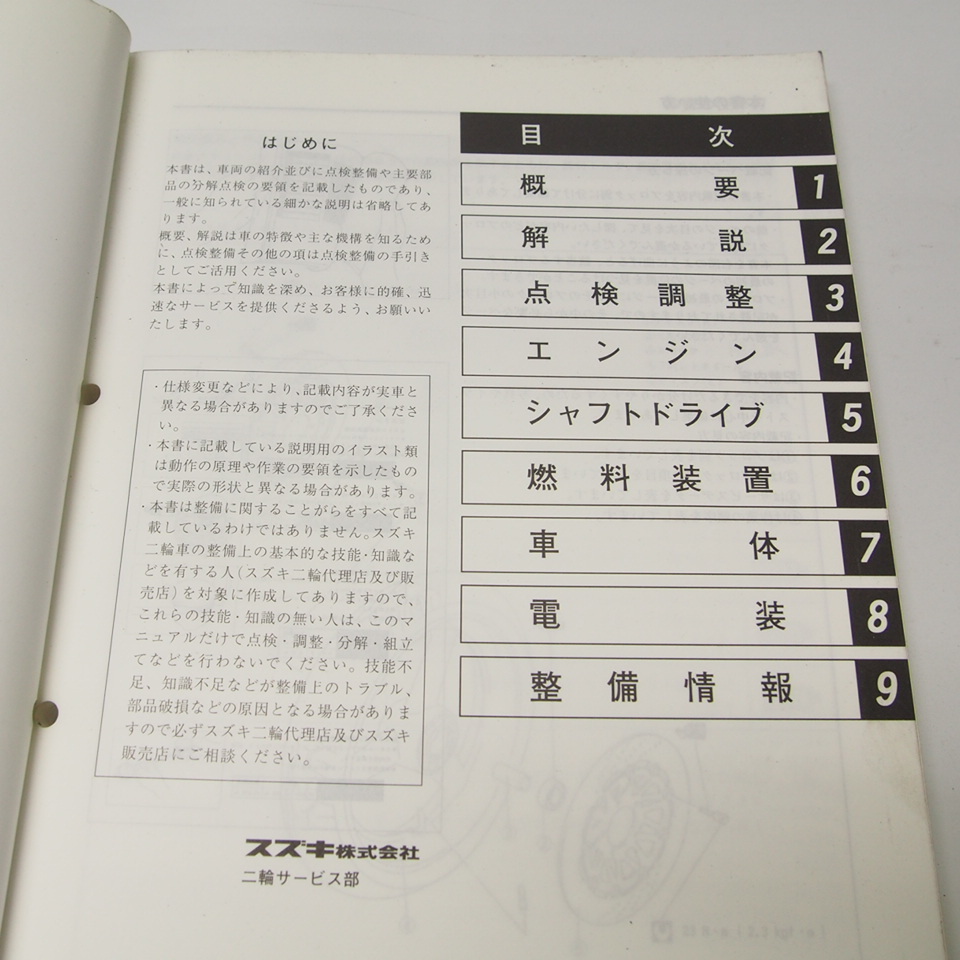 はじめに
本書は、車両の紹介並びに点検整備や主要部
品の分解点検の要領を記載したものであり、
一般に知られている細かな説明は省略してあ
ります。
概要、解説は車の特徴や主な機構を知るため
に、点検整備その他の項は点検整備の手引き
としてご活用ください。
本書によって知識を深め、お客様に的確、迅
速なサービスを提供くださるよう、お願いい
たします。
・仕様変更などにより、記載内容が実車と
異なる場合がありますのでご了承くださ
い。
・本書に記載している説明用のイラスト類
は動作の原理や作業の要領を示したもの
で実際の形状と異なる場合があります。
・本書は整備に関することがらをすべて記
載しているわけではありません。スズキ
二輪車の整備上の基本的な技能・知識な
どを有する人（スズキ二輪代理店及び販
売店）を対象に作成してありますので、
これらの技能・知識の無い人は、このマ
ニュアルだけで点検・調整・分解・組立
てなどを行わないでください。技能不
足、知識不足などが整備上のトラブル、
部品破損などの原因となる場合がありま
すので必ずスズキ二輪代理店及びスズキ
販売店にご相談ください。
スズキ株式会社
二輪サービス部
目次
概要 1
解説 2
点検調整 3
エンジン 4
シャフトドライブ 5
燃料装置 6
車体 7
電装 8
整備情報 9